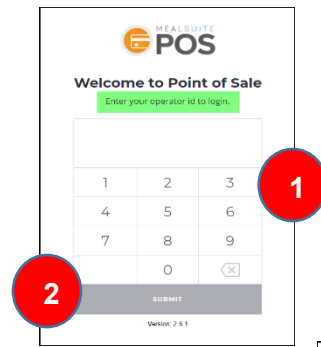 MEALSUITE
POS
Welcome to Point of Sale
Enter your operator id to login.
1 2 3
1
4 5 6
7 8 9
0
2
SUBMIT
Version: 2.6.1